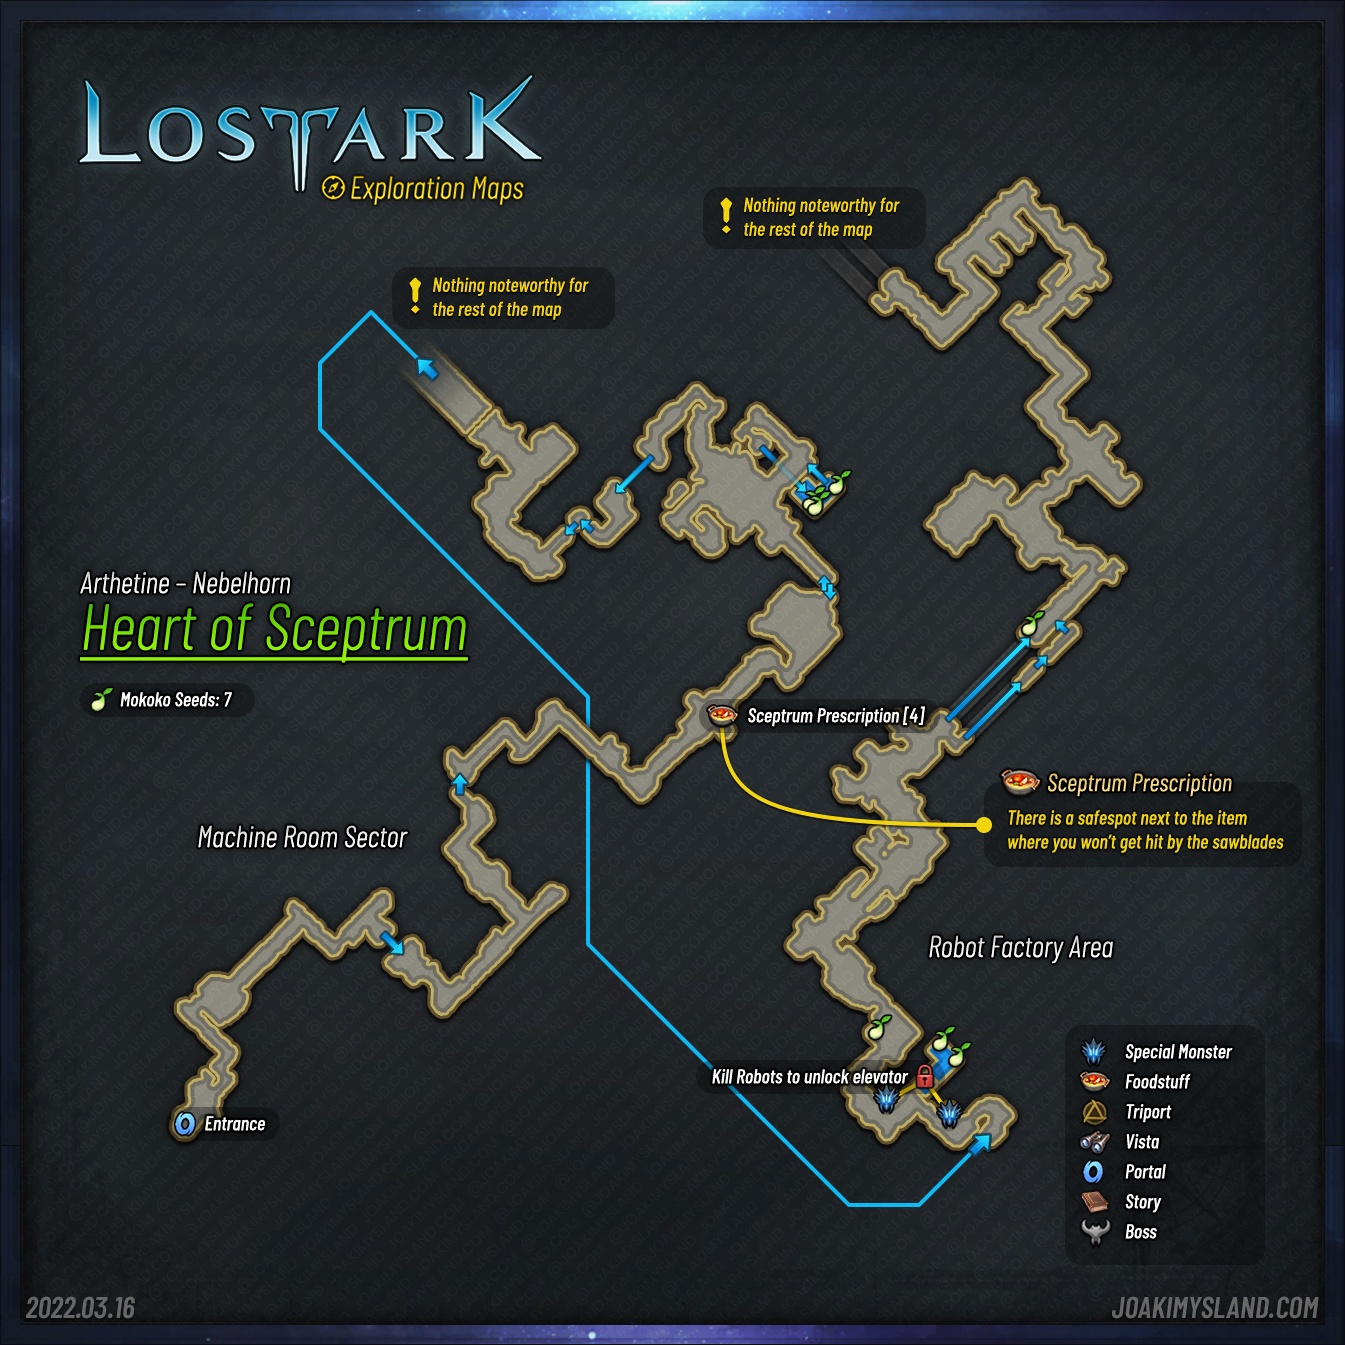 LOSTARK
Exploration Maps
Nothing noteworthy for
the rest of the map
Nothing noteworthy for
the rest of the map
Arthetine – Nebelhorn
Heart of Sceptrum
Mokoko Seeds: 7
Sceptrum Prescription [4]
Sceptrum Prescription
There is a safespot next to the item
where you won't get hit by the sawblades
Machine Room Sector
Robot Factory Area
Kill Robots to unlock elevator
Entrance
Special Monster
Foodstuff
Triport
Vista
Portal
Story
Boss
2022.03.16
JOAKIMYSLAND.COM